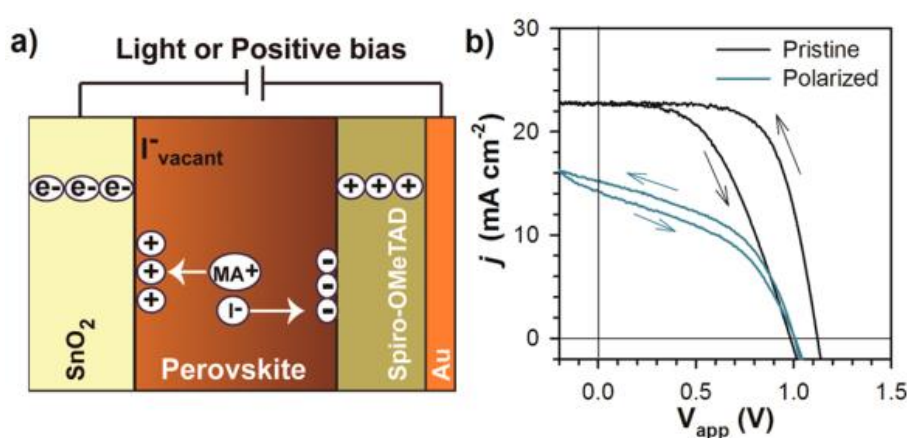 a)
Light or Positive bias
I⁻vacant
e- e- e-
+ + +
+
+
+
MA+
I-
-
-
-
SnO₂
Perovskite
Spiro-OMeTAD
Au
b)
Pristine
Polarized
30
20
10
0
j (mA cm⁻²)
0.0 0.5 1.0 1.5
Vapp (V)